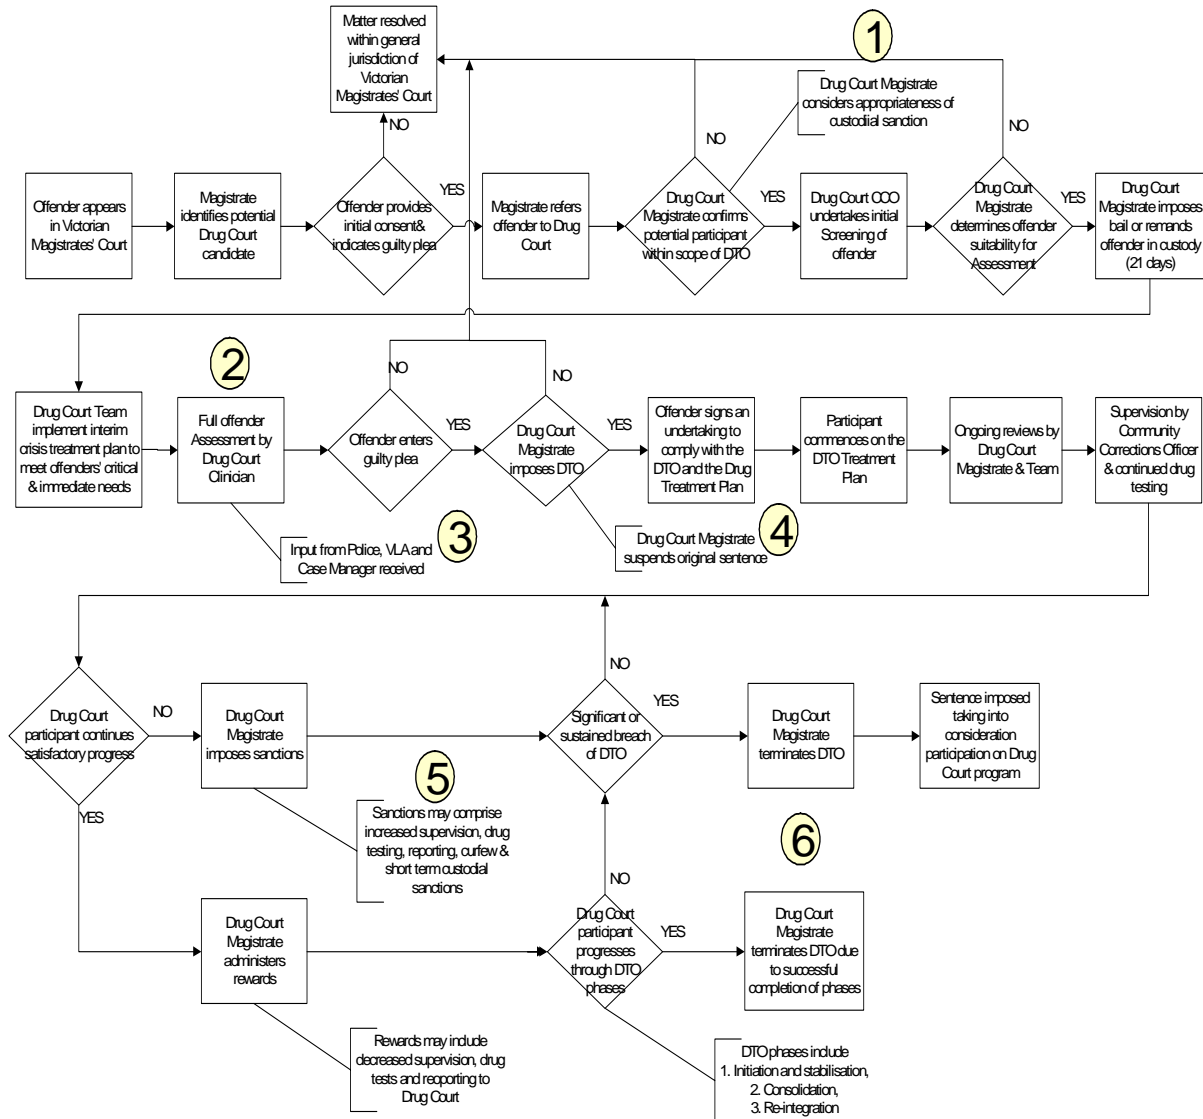 Matter resolved
within general
jurisdiction of
Victorian
Magistrates' Court
1
Drug Court Magistrate
considers appropriateness of
custodiial sanction
NO
NO
NO
Offender appears
in Victorian
Magistrates' Court
Magistrate
identifies potential
Drug Court
candidate
Offender provides
initial consent &
indicates guilty plea
YES
Magistrate refers
offender to Drug
Court
Drug Court
Magistrate confirms
potential participant
within scope of DTO
YES
Drug Court CCO
undertakes initial
Screening of
offender
Drug Court
Magistrate
determines offender
suitability for
Assessment
YES
Drug Court
Magistrate imposes
bail or remands
offender in custody
(21 days)
2
NO
NO
Drug Court Team
implement interim
crisis treatment plan to
meet offenders' critical
& immediate needs
Full offender
Assessment by
Drug Court
Clinician
Offender enters
guilty plea
YES
Drug Court
Magistrate
imposes DTO
YES
Offender signs an
undertaking to
comply with the
DTO and the Drug
Treatment Plan
Participant
commences on the
DTO Treatment
Plan
Ongoing reviews by
Drug Court
Magistrate & Team
Supervision by
Community
Corrections Officer
& continued drug
testing
Input from Police, VLA and
Case Manager received
3
Drug Court Magistrate
suspends original sentence
4
NO
Drug Court
participant continues
satisfactory progress
NO
Drug Court
Magistrate
imposes sanctions
Significant or
sustained breach
of DTO
YES
Drug Court
Magistrate
terminates DTO
Sentence imposed
taking into
consideration
participation on Drug
Court program
YES
5
Sanctions may comprise
increased supervision, drug
testing, reporting, curfew &
short term custodial
sanctions
6
NO
Drug Court
Magistrate
administers
rewards
Drug Court
participant
progresses
through DTO
phases
YES
Drug Court
Magistrate
terminates DTO due
to successful
completion of phases
Rewards may include
decreased supervision, drug
tests and reoporting to
Drug Court
DTO phases include
1. Initiation and stabilisation,
2. Consolidation,
3. Re-integration